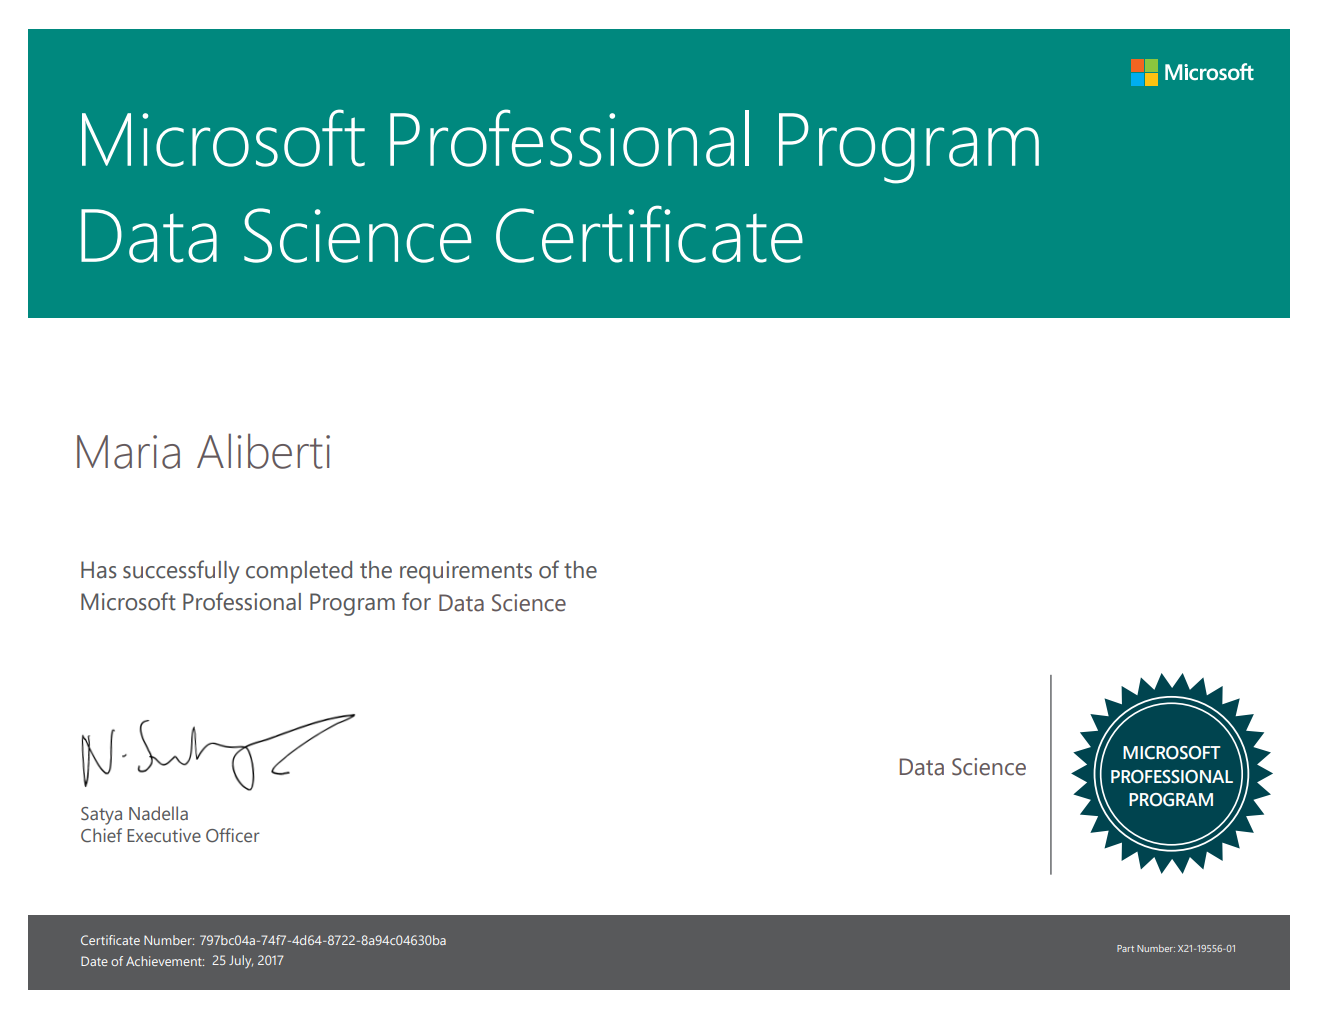 Microsoft
Microsoft Professional Program
Data Science Certificate
Maria Aliberti
Has successfully completed the requirements of the
Microsoft Professional Program for Data Science
Satya Nadella
Chief Executive Officer
Data Science
MICROSOFT
PROFESSIONAL
PROGRAM
Certificate Number: 797bc04a-74f7-4d64-8722-8a94c04630ba
Date of Achievement: 25 July, 2017
Part Number: X21-19556-01